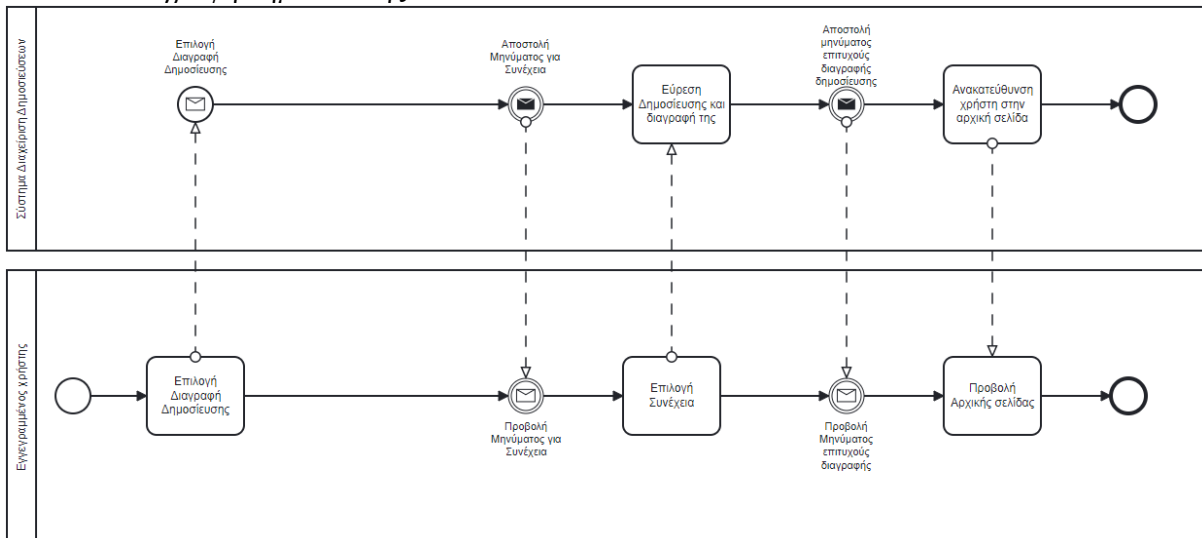 Σύστημα Διαχείριση Δημοσιεύσεων
Επιλογή
Διαγραφή
Δημοσίευσης
Αποστολή
Μηνύματος για
Συνέχεια
Εύρεση
Δημοσίευσης και
διαγραφή της
Αποστολή
μηνύματος
επιτυχούς
διαγραφής
δημοσίευσης
Ανακατεύθυνση
χρήστη στην
αρχική σελίδα
Εγγεγραμμένος χρήστης
Επιλογή
Διαγραφή
Δημοσίευσης
Προβολή
Μηνύματος για
Συνέχεια
Επιλογή
Συνέχεια
Προβολή
Μηνύματος
επιτυχούς
διαγραφής
Προβολή
Αρχικής σελίδας